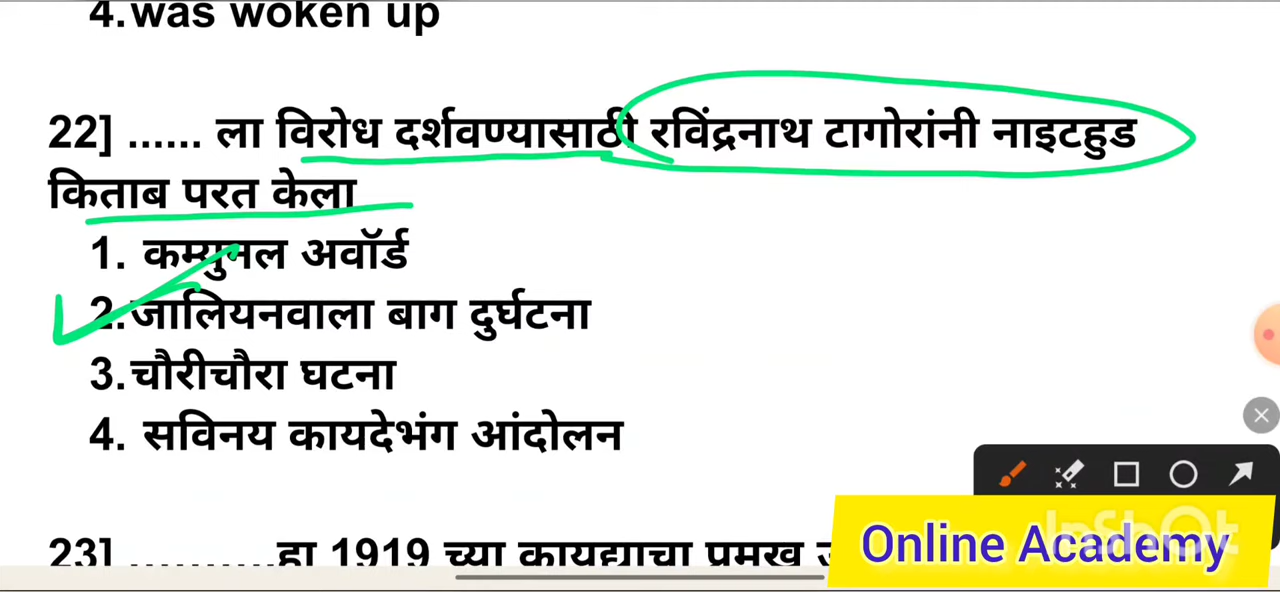 4.was woken up
22] ...... ला विरोध दर्शवण्यासाठी रविंद्रनाथ टागोरांनी नाइटहुड
किताब परत केला
1. कम्युनल अवॉर्ड
2.जालियनवाला बाग दुर्घटना
3.चौरीचौरा घटना
4. सविनय कायदेभंग आंदोलन
23] ..........हा 1919 च्या कायद्याचा प्रमुख
Online Academy
InShOt